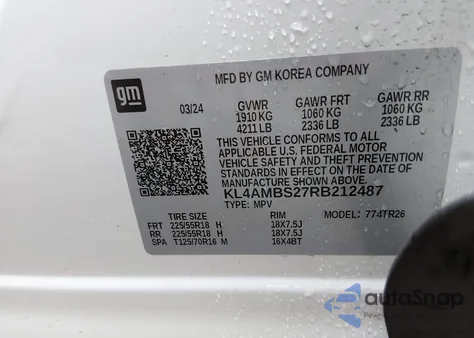 MFD BY GM KOREA COMPANY
gm
03/24 GVWR GAWR FRT GAWR RR
1910 KG 1060 KG 1060 KG
4211 LB 2336 LB 2336 LB
THIS VEHICLE CONFORMS TO ALL
APPLICABLE U.S. FEDERAL MOTOR
VEHICLE SAFETY AND THEFT PREVENTION
STANDARDS IN EFFECT ON THE DATE OF
MANUFACTURE SHOWN ABOVE.
KL4AMBS27RB212487
TYPE: MPV MODEL: 774TR26
TIRE SIZE RIM
FRT 225/55R18 H 18X7.5J
RR 225/55R18 H 18X7.5J
SPA T125/70R16 M 16X4BT
autoSnap